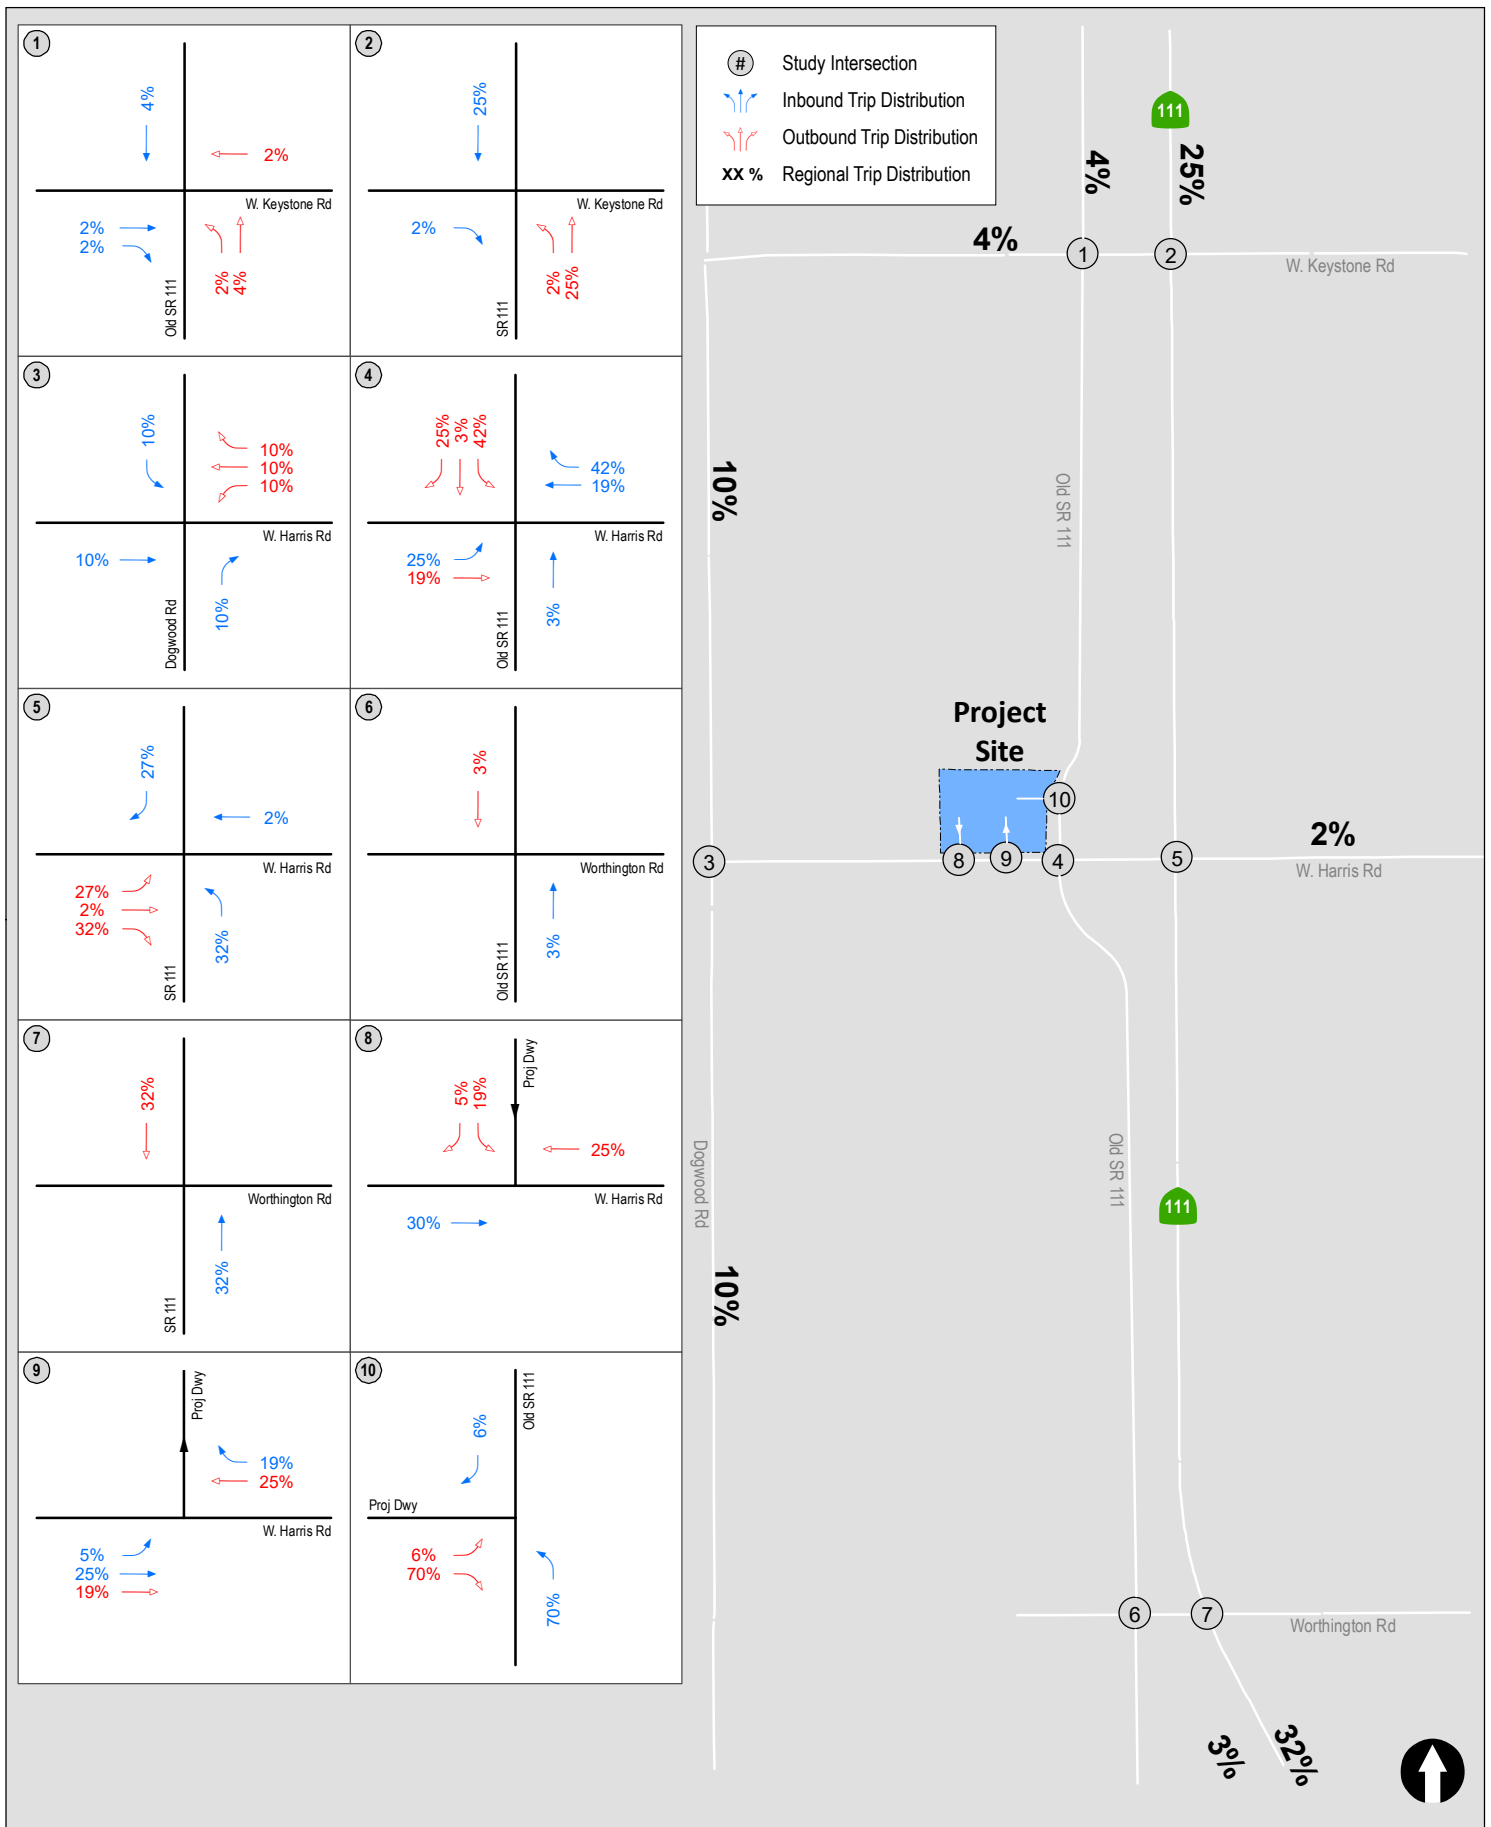 1
4%
2%
W. Keystone Rd
2%
2%
2%
4%
Old SR 111
2
25%
W. Keystone Rd
2%
2%
25%
SR111
3
10%
10%
10%
10%
W. Harris Rd
10%
10%
Dogwood Rd
4
25%
3%
42%
42%
19%
W. Harris Rd
25%
19%
3%
Old SR 111
5
27%
2%
W. Harris Rd
27%
2%
32%
32%
SR 111
6
3%
Worthington Rd
3%
Old SR111
7
32%
Worthington Rd
32%
SR 111
8
Proj Dwy
5%
19%
25%
W. Harris Rd
30%
9
Proj Dwy
19%
25%
W. Harris Rd
5%
25%
19%
10
Old SR 111
6%
Proj Dwy
6%
70%
70%
# Study Intersection
Inbound Trip Distribution
Outbound Trip Distribution
XX % Regional Trip Distribution
111
4%
25%
4%
1
2
W. Keystone Rd
10%
Old SR 111
Project
Site
10
2%
3
8
9
4
5
W. Harris Rd
Dogwood Rd
Old SR 111
111
10%
6
7
Worthington Rd
3%
32%